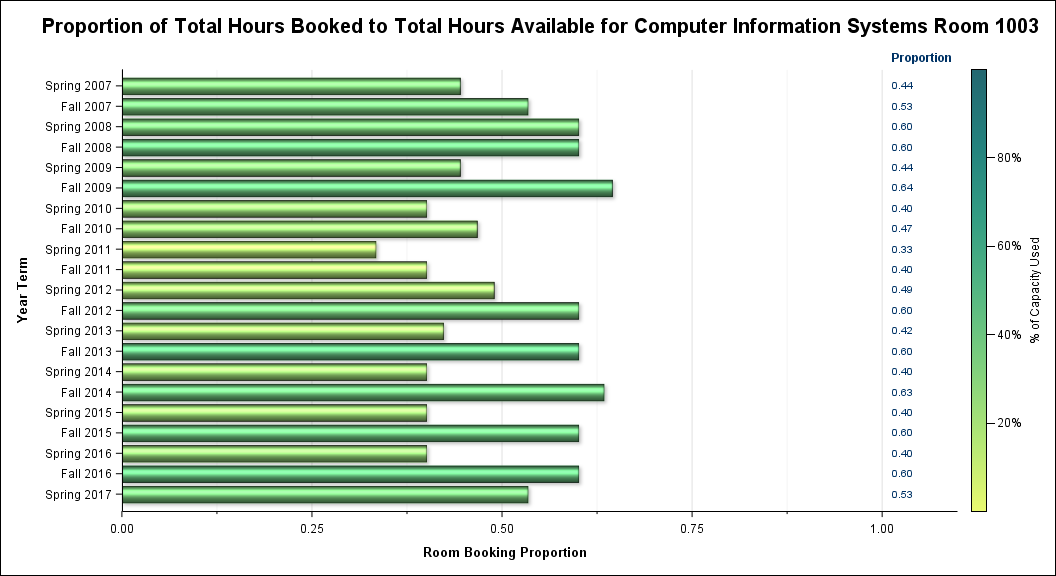 Proportion of Total Hours Booked to Total Hours Available for Computer Information Systems Room 1003
Proportion
Spring 2007 0.44
Fall 2007 0.53
Spring 2008 0.60
Fall 2008 0.60
Spring 2009 0.44
Fall 2009 0.64
Spring 2010 0.40
Fall 2010 0.47
Spring 2011 0.33
Fall 2011 0.40
Spring 2012 0.49
Fall 2012 0.60
Spring 2013 0.42
Fall 2013 0.60
Spring 2014 0.40
Fall 2014 0.63
Spring 2015 0.40
Fall 2015 0.60
Spring 2016 0.40
Fall 2016 0.60
Spring 2017 0.53
Year Term
0.00 0.25 0.50 0.75 1.00
Room Booking Proportion
80%
60%
40%
20%
% of Capacity Used